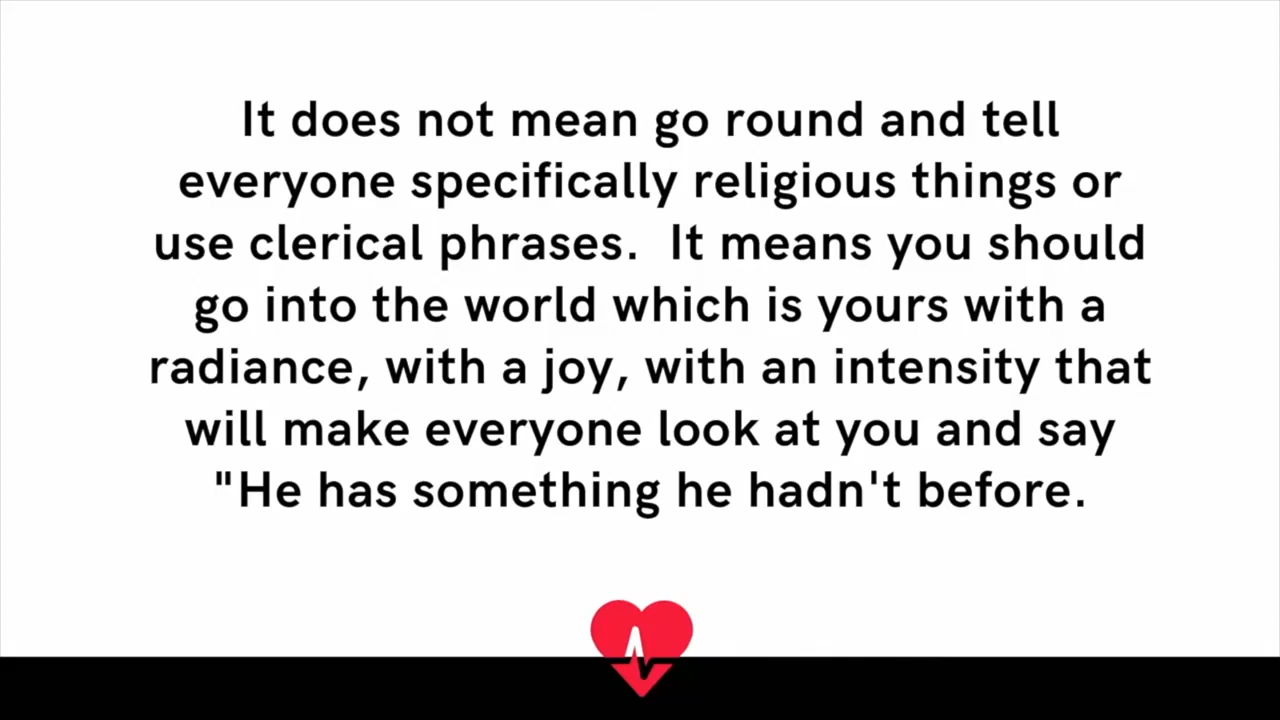 It does not mean go round and tell
everyone specifically religious things or
use clerical phrases.  It means you should
go into the world which is yours with a
radiance, with a joy, with an intensity that
will make everyone look at you and say
"He has something he hadn't before.